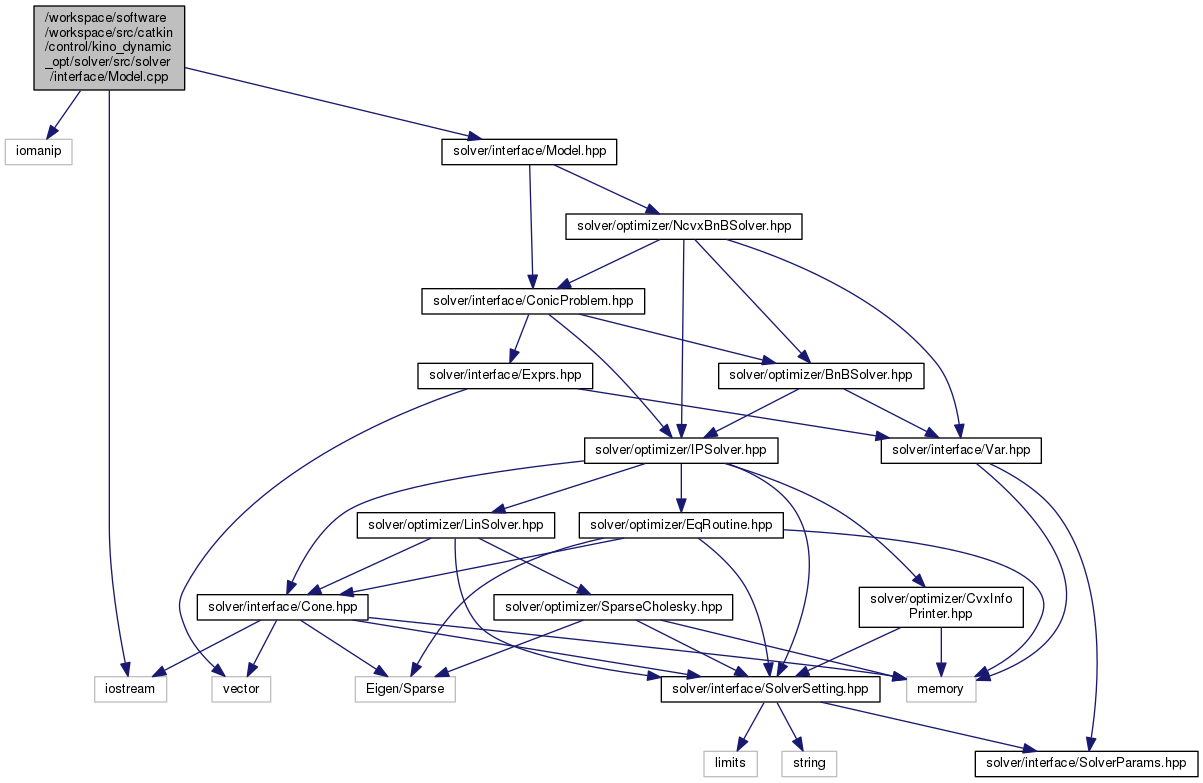 /workspace/software
/workspace/src/catkin
/control/kino_dynamic
_opt/solver/src/solver
/interface/Model.cpp
iomanip
solver/interface/Model.hpp
solver/optimizer/NcvxBnBSolver.hpp
solver/interface/ConicProblem.hpp
solver/interface/Exprs.hpp
solver/optimizer/BnBSolver.hpp
solver/optimizer/IPSolver.hpp
solver/interface/Var.hpp
solver/optimizer/LinSolver.hpp
solver/optimizer/EqRoutine.hpp
solver/interface/Cone.hpp
solver/optimizer/SparseCholesky.hpp
solver/optimizer/CvxInfo
Printer.hpp
iostream
vector
Eigen/Sparse
solver/interface/SolverSetting.hpp
memory
limits
string
solver/interface/SolverParams.hpp